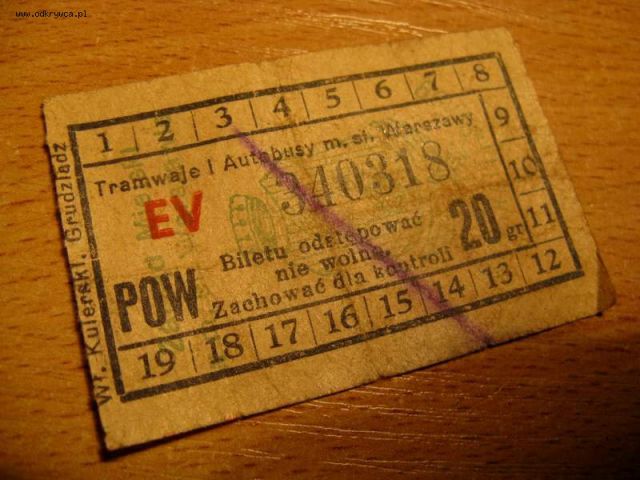 www.odkrywca.pl
1 2 3 4 5 6 7 8
Tramwaje i Autobusy m. st. Warszawy
9
340318
10
EV
11
Biletu odstępować
nie wolno.
20 gr
POW
Zachować dla kontroli
19 18 17 16 15 14 13 12
W. Kulerski, Grudziądz